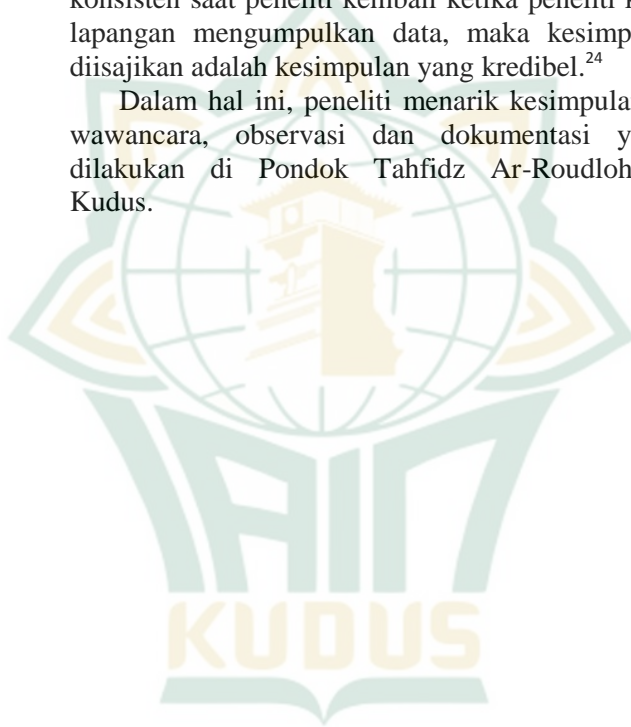 konsisten saat peneliti kembali ketika peneliti
lapangan mengumpulkan data, maka
diisajikan adalah kesimpulan yang kredibel.24
Dalam hal ini, peneliti menarik
wawancara, observasi dan dokumentasi
dilakukan di Pondok Tahfidz Ar-Roudloh
Kudus.
IAIN
KUDUS